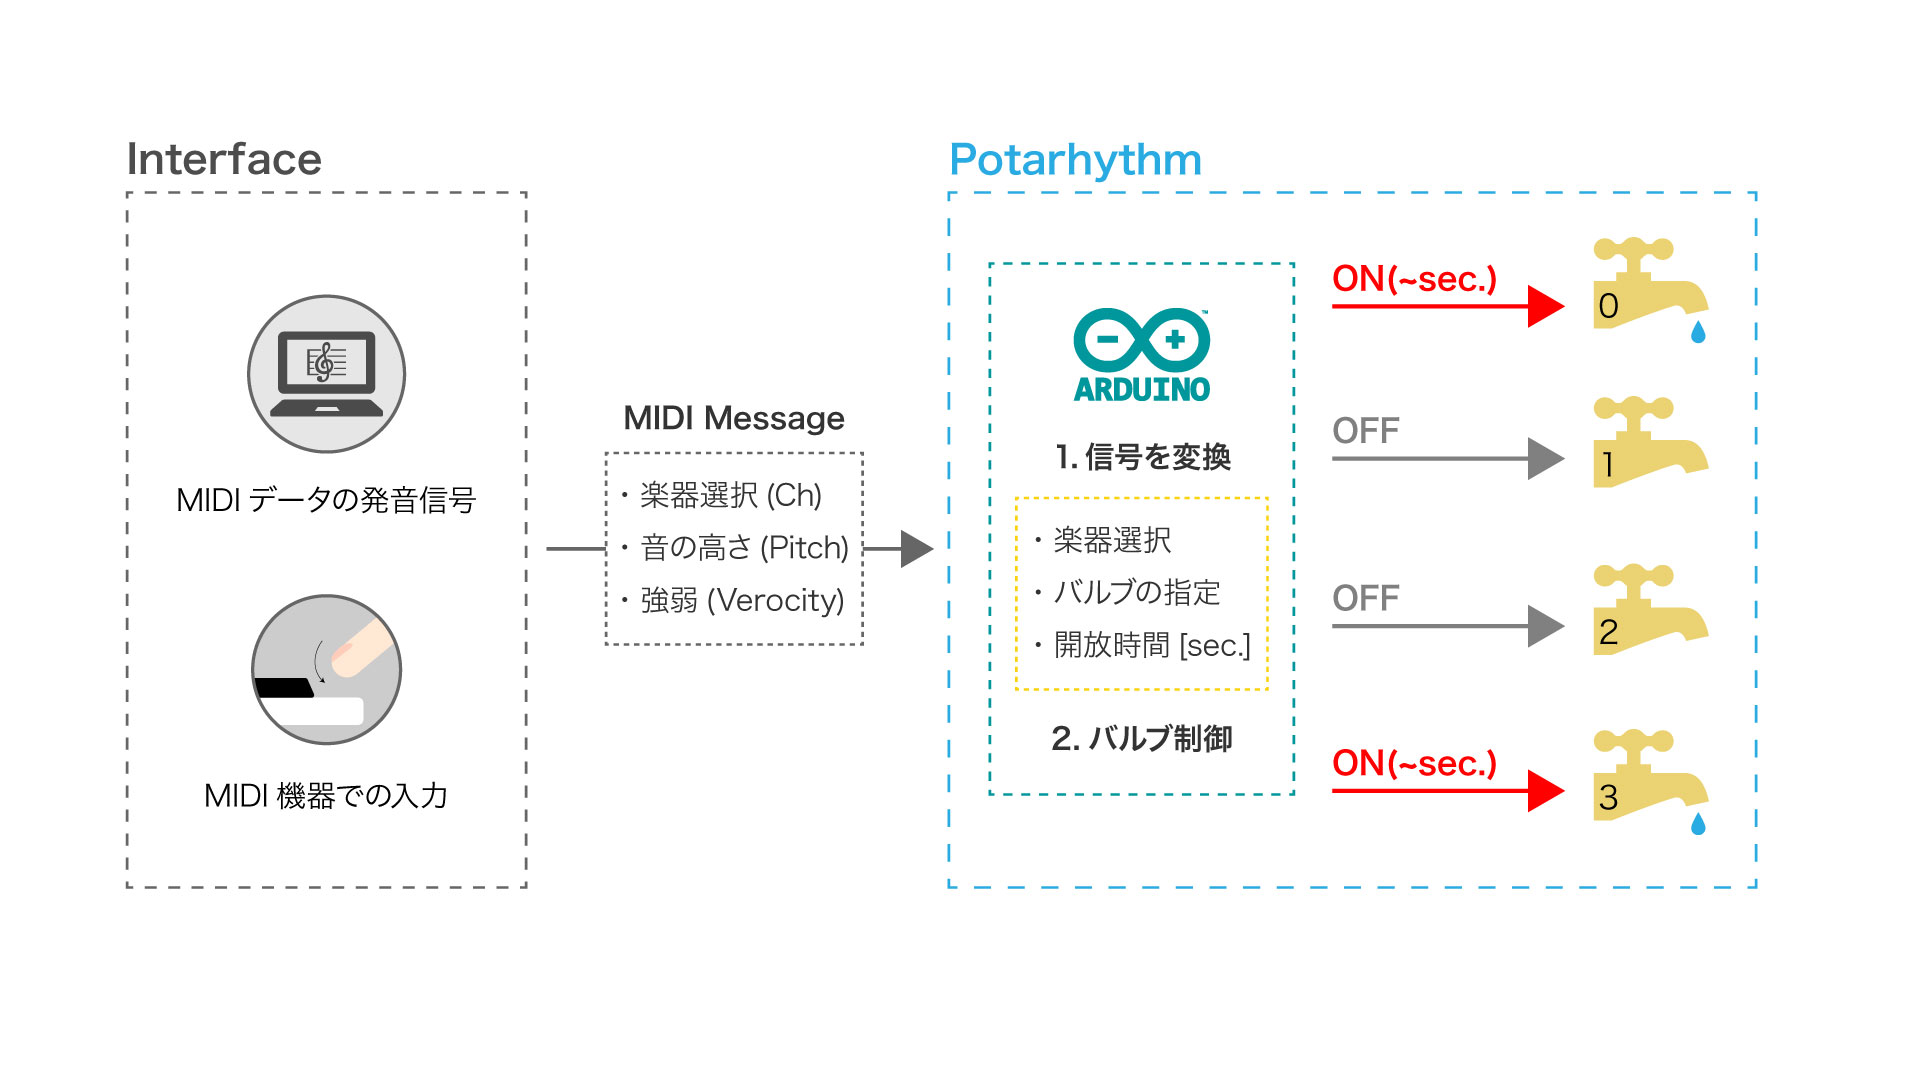 Interface
MIDI データの発音信号
MIDI 機器での入力
MIDI Message
・楽器選択 (Ch)
・音の高さ (Pitch)
・強弱 (Verocity)
Potarhythm
ARDUINO
TM
1. 信号を変換
・楽器選択
・バルブの指定
・開放時間 [sec.]
2. バルブ制御
ON(~sec.)
0
OFF
1
OFF
2
ON(~sec.)
3